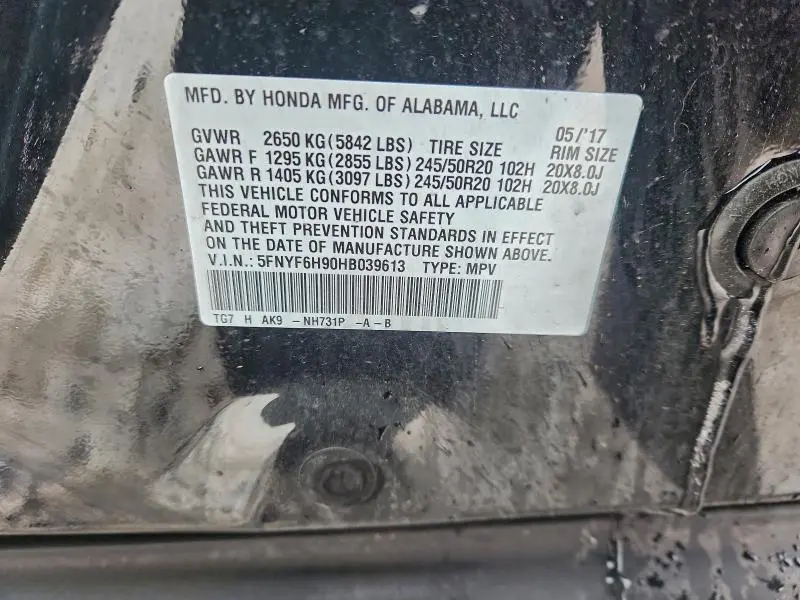 MFD. BY HONDA MFG. OF ALABAMA, LLC
05/'17
GVWR 2650 KG(5842 LBS) TIRE SIZE RIM SIZE
GAWR F 1295 KG(2855 LBS)245/50R20 102H 20X8.0J
GAWR R 1405 KG(3097 LBS)245/50R20 102H 20X8.0J
THIS VEHICLE CONFORMS TO ALL APPLICABLE
FEDERAL MOTOR VEHICLE SAFETY
AND THEFT PREVENTION STANDARDS IN EFFECT
ON THE DATE OF MANUFACTURE SHOWN ABOVE.
V.I.N.: 5FNYF6H90HB039613 TYPE: MPV
TG7 H AK9 -NH731P -A-B